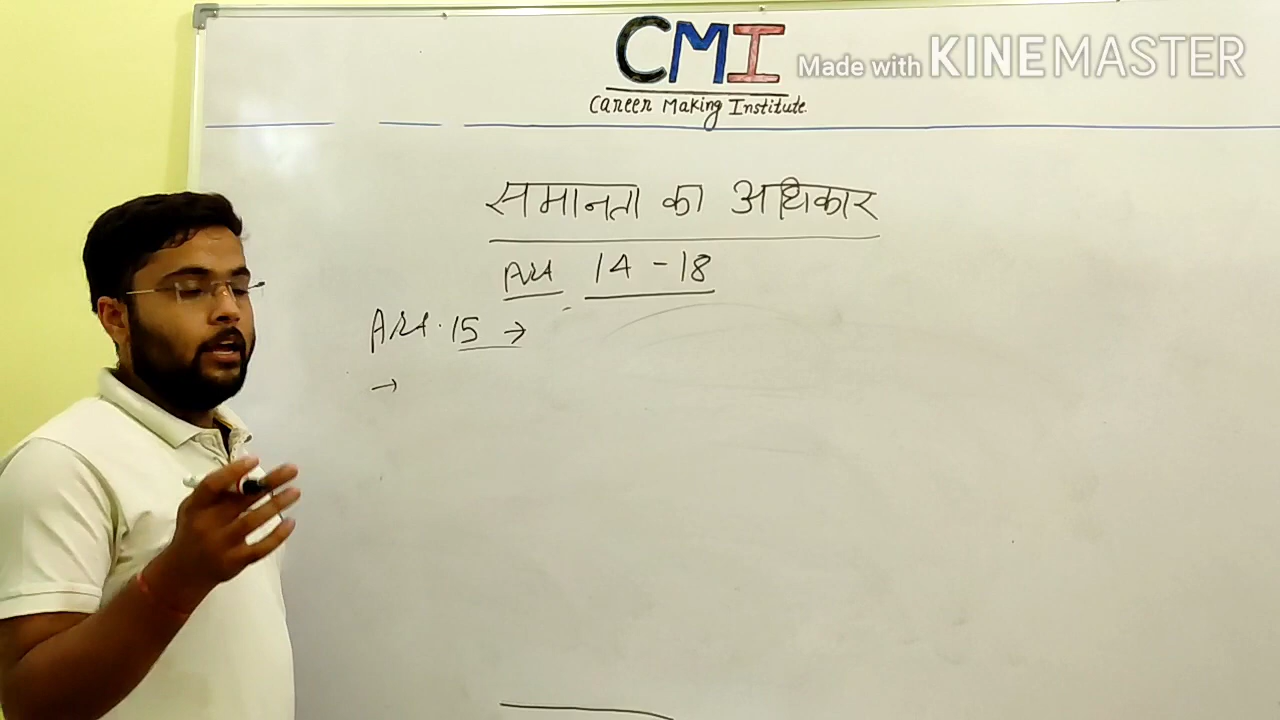 CMI
Made with KINEMASTER
Career Making Institute.
समानता का अधिकार
Art 14 - 18
Art. 15 →
→